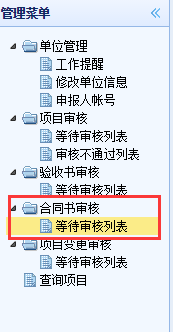 管理菜单
单位管理
工作提醒
修改单位信息
申报人帐号
项目审核
等待审核列表
审核不通过列表
验收书审核
等待审核列表
合同书审核
等待审核列表
项目变更审核
等待审核列表
查询项目